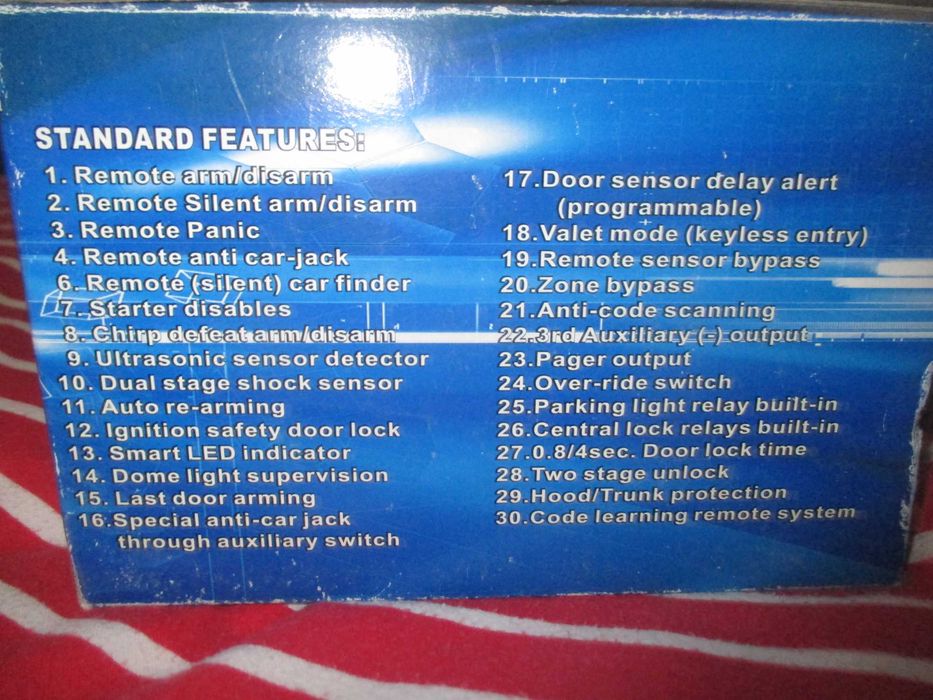 STANDARD FEATURES:
1. Remote arm/disarm
2. Remote Silent arm/disarm
3. Remote Panic
4. Remote anti car-jack
6. Remote (silent) car finder
7. Starter disables
8. Chirp defeat arm/disarm
9. Ultrasonic sensor detector
10. Dual stage shock sensor
11. Auto re-arming
12. Ignition safety door lock
13. Smart LED indicator
14. Dome light supervision
15. Last door arming
16.Special anti-car jack
through auxiliary switch
17.Door sensor delay alert
(programmable)
18.Valet mode (keyless entry)
19.Remote sensor bypass
20.Zone bypass
21.Anti-code scanning
22.3rd Auxiliary (-) output
23.Pager output
24.Over-ride switch
25.Parking light relay built-in
26.Central lock relays built-in
27.0.8/4sec. Door lock time
28.Two stage unlock
29.Hood/Trunk protection
30.Code learning remote system